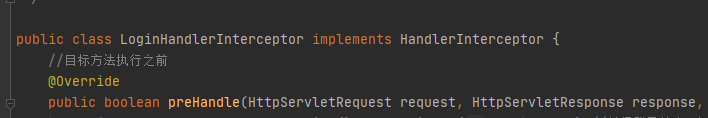 public class LoginHandlerInterceptor implements HandlerInterceptor {
//目标方法执行之前
@Override
public boolean preHandle(HttpServletRequest request, HttpServletResponse response,